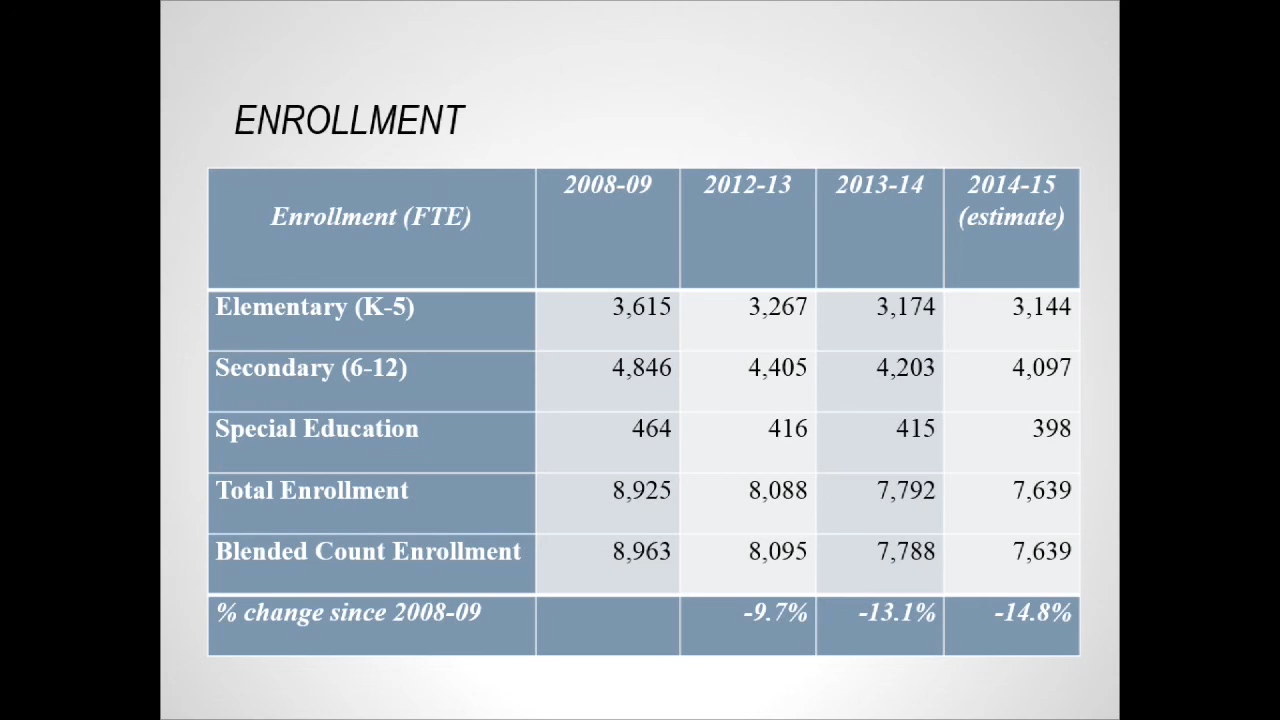 ENROLLMENT
Enrollment (FTE) 2008-09 2012-13 2013-14 2014-15 (estimate)
Elementary (K-5) 3,615 3,267 3,174 3,144
Secondary (6-12) 4,846 4,405 4,203 4,097
Special Education 464 416 415 398
Total Enrollment 8,925 8,088 7,792 7,639
Blended Count Enrollment 8,963 8,095 7,788 7,639
% change since 2008-09 -9.7% -13.1% -14.8%